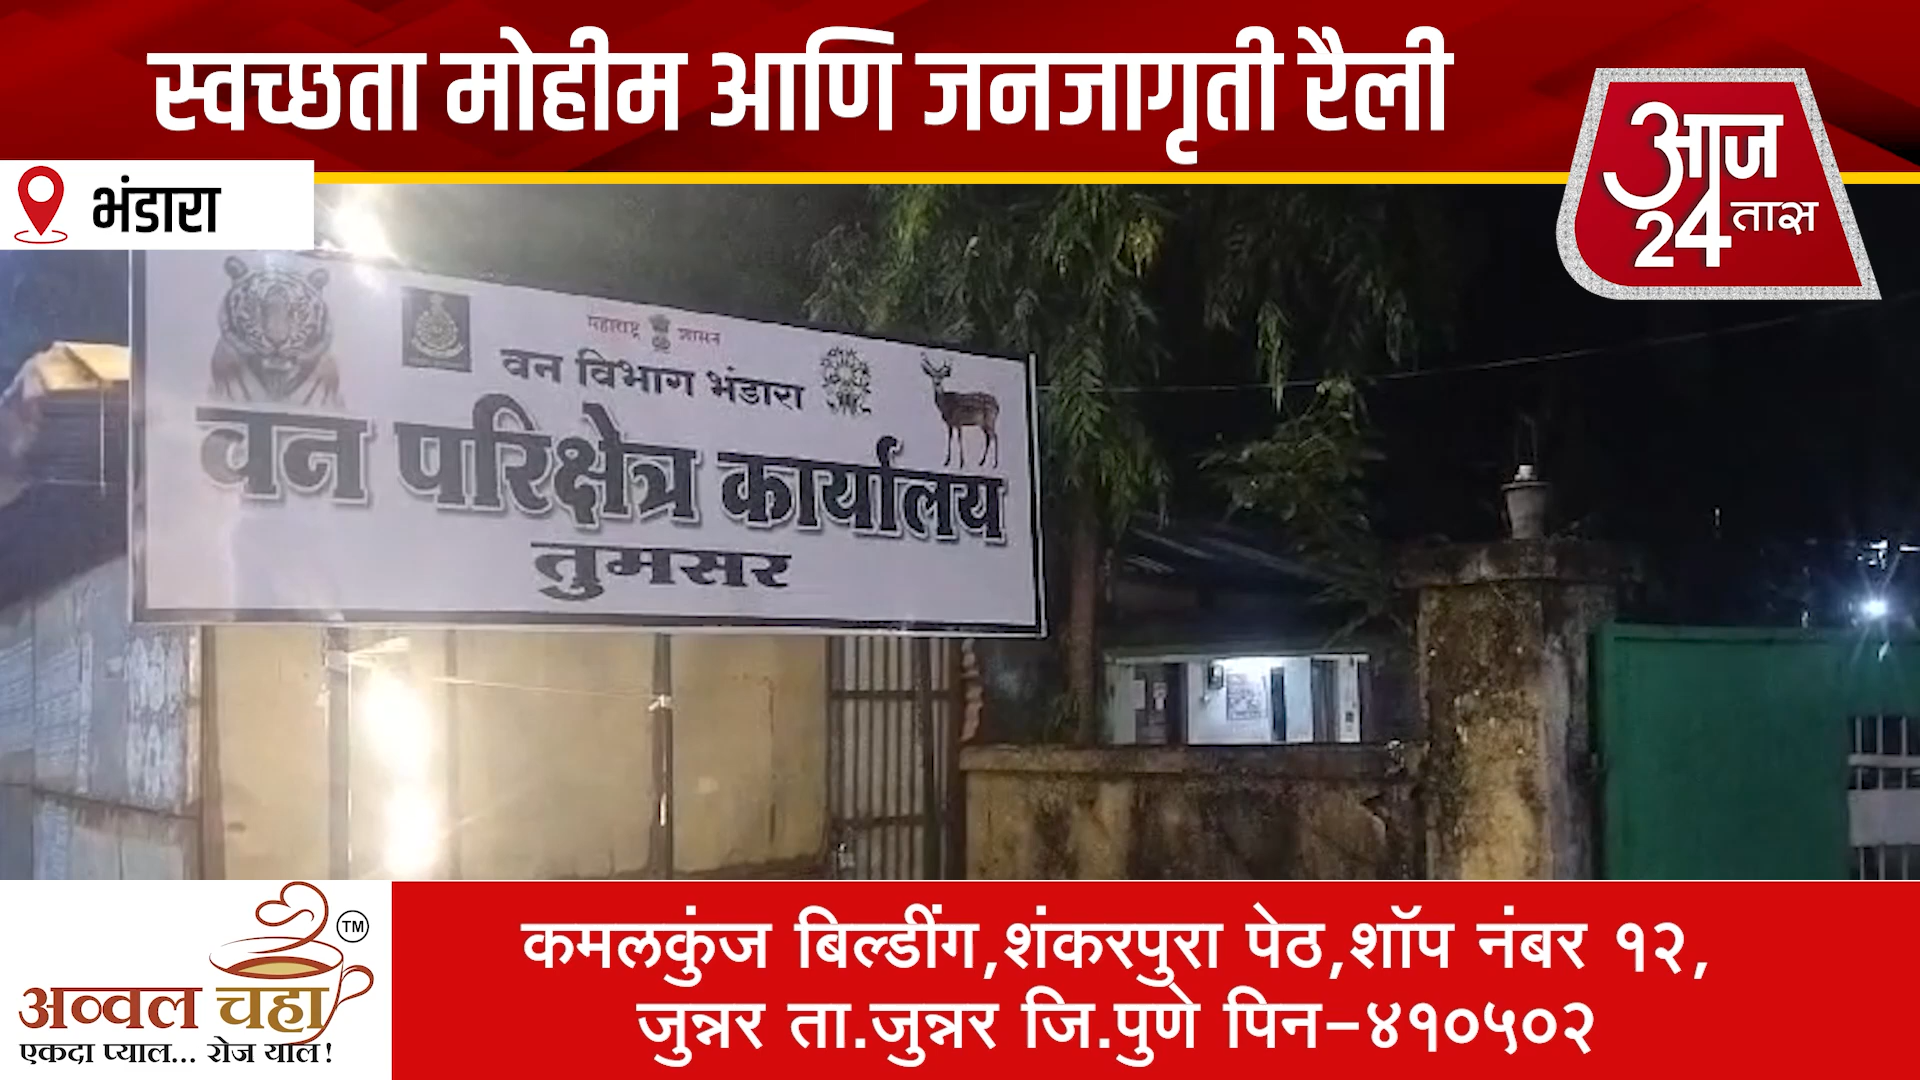 स्वच्छता मोहीम आणि जनजागृती रॅली
आज
24 तास
भंडारा
महाराष्ट्र शासन
वन विभाग भंडारा
वन परिक्षेत्र कार्यालय
तुमसर
TM
अव्वल चहा
एकदा प्याल... रोज याल!
कमलकुंज बिल्डींग,शंकरपुरा पेठ,शॉप नंबर १२,
जुन्नर ता.जुन्नर जि.पुणे पिन-४१०५०२